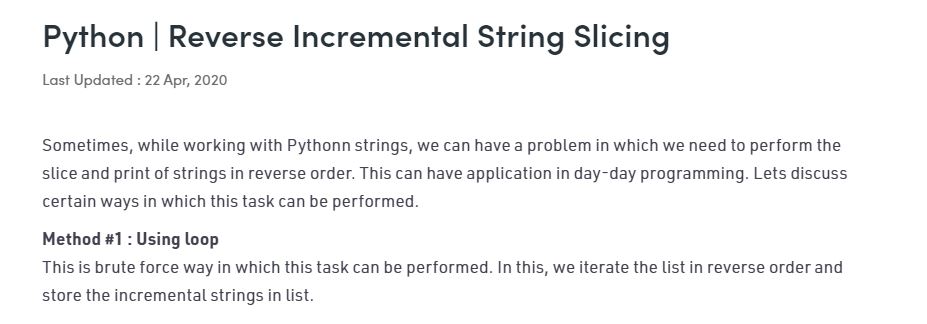 Python | Reverse Incremental String Slicing
Last Updated : 22 Apr, 2020
Sometimes, while working with Pythonn strings, we can have a problem in which we need to perform the
slice and print of strings in reverse order. This can have application in day-day programming. Lets discuss
certain ways in which this task can be performed.
Method #1 : Using loop
This is brute force way in which this task can be performed. In this, we iterate the list in reverse order and
store the incremental strings in list.